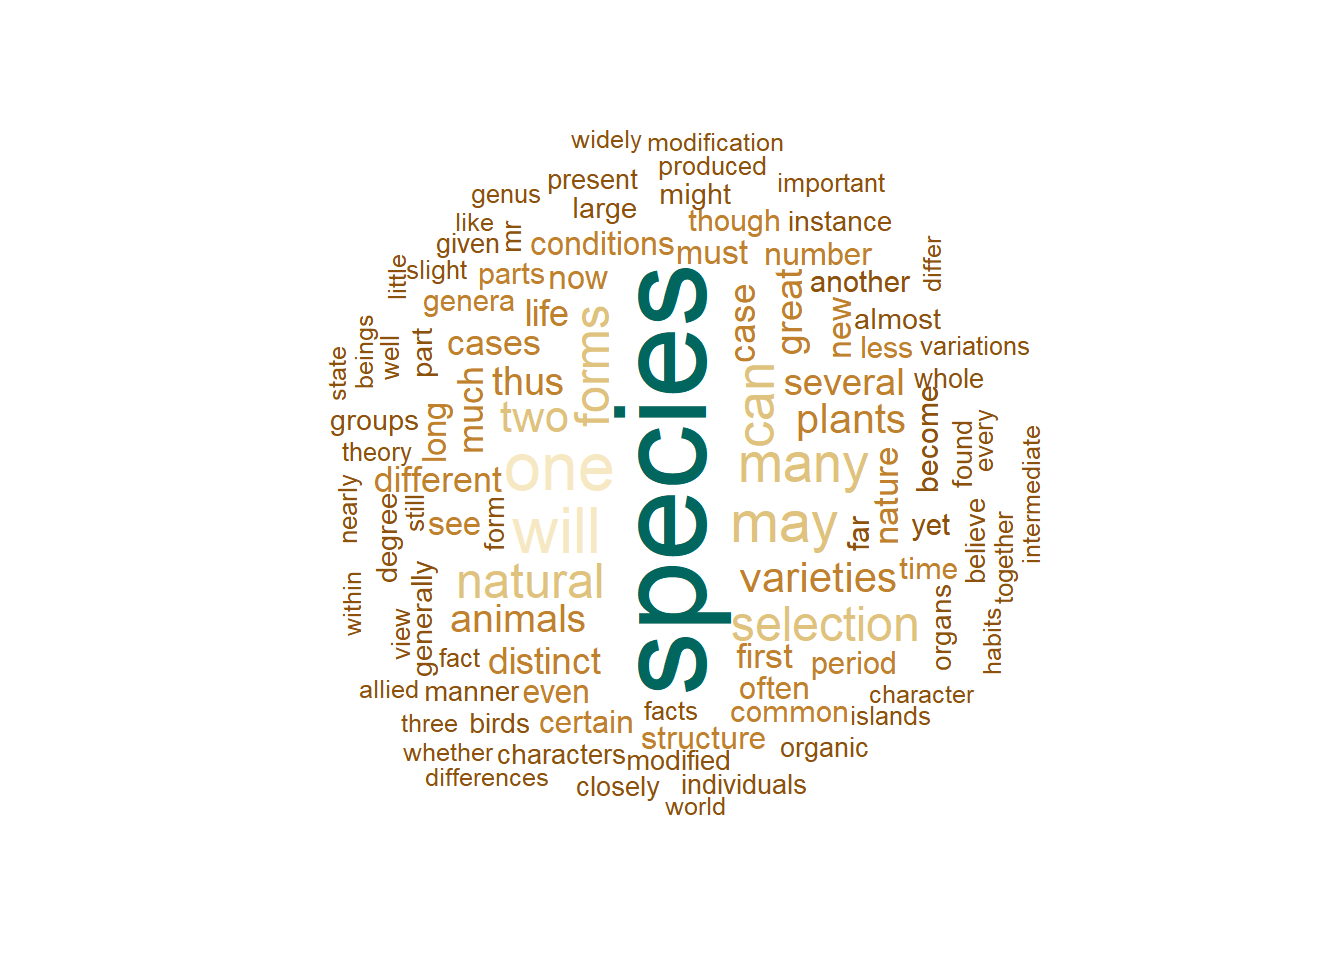 widely
modification
produced
present
important
genus
might
large
like
though
instance
mr
given
conditions
must
number
differ
little
slight
parts
now
another
genera
great
life
case
new
almost
forms
species
beings
well
part
cases
less
variations
state
thus
several
whole
much
can
groups
long
two
plants
become
every
theory
one
many
found
different
nature
intermediate
nearly
still
degree
see
form
will
may
far
yet
believe
together
natural
varieties
time
within
view
generally
animals
selection
organs
habits
fact
distinct
first
period
allied
manner
even
often
character
facts
common
islands
three
birds
certain
structure
organic
whether
characters
modified
differences
closely
individuals
world